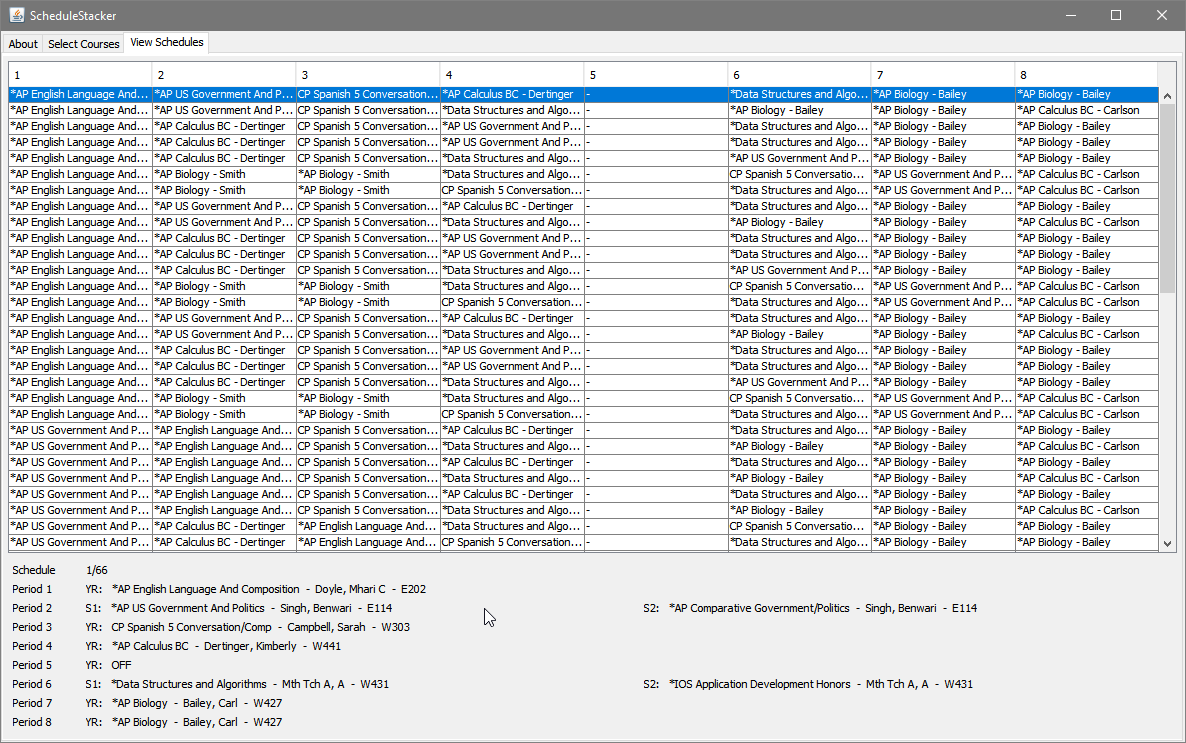 ScheduleStacker
About Select Courses View Schedules
1 2 3 4 5 6 7 8
*AP English Language And... *AP US Government And P... CP Spanish 5 Conversation... *AP Calculus BC - Dertinger - *Data Structures and Algo... *AP Biology - Bailey *AP Biology - Bailey
*AP English Language And... *AP US Government And P... CP Spanish 5 Conversation... *Data Structures and Algo... - *AP Biology - Bailey *AP Biology - Bailey *AP Calculus BC - Carlson
*AP English Language And... *AP Calculus BC - Dertinger CP Spanish 5 Conversation... *AP US Government And P... - *Data Structures and Algo... *AP Biology - Bailey *AP Biology - Bailey
*AP English Language And... *AP Calculus BC - Dertinger CP Spanish 5 Conversation... *AP US Government And P... - *Data Structures and Algo... *AP Biology - Bailey *AP Biology - Bailey
*AP English Language And... *AP Calculus BC - Dertinger CP Spanish 5 Conversation... *Data Structures and Algo... - *AP US Government And P... *AP Biology - Bailey *AP Biology - Bailey
*AP English Language And... *AP Biology - Smith *AP Biology - Smith *Data Structures and Algo... - CP Spanish 5 Conversatio... *AP US Government And P... *AP Calculus BC - Carlson
*AP English Language And... *AP Biology - Smith *AP Biology - Smith CP Spanish 5 Conversation... - *Data Structures and Algo... *AP US Government And P... *AP Calculus BC - Carlson
*AP English Language And... *AP US Government And P... CP Spanish 5 Conversation... *AP Calculus BC - Dertinger - *Data Structures and Algo... *AP Biology - Bailey *AP Biology - Bailey
*AP English Language And... *AP US Government And P... CP Spanish 5 Conversation... *Data Structures and Algo... - *AP Biology - Bailey *AP Biology - Bailey *AP Calculus BC - Carlson
*AP English Language And... *AP Calculus BC - Dertinger CP Spanish 5 Conversation... *AP US Government And P... - *Data Structures and Algo... *AP Biology - Bailey *AP Biology - Bailey
*AP English Language And... *AP Calculus BC - Dertinger CP Spanish 5 Conversation... *AP US Government And P... - *Data Structures and Algo... *AP Biology - Bailey *AP Biology - Bailey
*AP English Language And... *AP Calculus BC - Dertinger CP Spanish 5 Conversation... *Data Structures and Algo... - *AP US Government And P... *AP Biology - Bailey *AP Biology - Bailey
*AP English Language And... *AP Biology - Smith *AP Biology - Smith *Data Structures and Algo... - CP Spanish 5 Conversatio... *AP US Government And P... *AP Calculus BC - Carlson
*AP English Language And... *AP Biology - Smith *AP Biology - Smith CP Spanish 5 Conversation... - *Data Structures and Algo... *AP US Government And P... *AP Calculus BC - Carlson
*AP English Language And... *AP US Government And P... CP Spanish 5 Conversation... *AP Calculus BC - Dertinger - *Data Structures and Algo... *AP Biology - Bailey *AP Biology - Bailey
*AP English Language And... *AP US Government And P... CP Spanish 5 Conversation... *Data Structures and Algo... - *AP Biology - Bailey *AP Biology - Bailey *AP Calculus BC - Carlson
*AP English Language And... *AP Calculus BC - Dertinger CP Spanish 5 Conversation... *AP US Government And P... - *Data Structures and Algo... *AP Biology - Bailey *AP Biology - Bailey
*AP English Language And... *AP Calculus BC - Dertinger CP Spanish 5 Conversation... *AP US Government And P... - *Data Structures and Algo... *AP Biology - Bailey *AP Biology - Bailey
*AP English Language And... *AP Calculus BC - Dertinger CP Spanish 5 Conversation... *Data Structures and Algo... - *AP US Government And P... *AP Biology - Bailey *AP Biology - Bailey
*AP English Language And... *AP Biology - Smith *AP Biology - Smith *Data Structures and Algo... - CP Spanish 5 Conversatio... *AP US Government And P... *AP Calculus BC - Carlson
*AP English Language And... *AP Biology - Smith *AP Biology - Smith CP Spanish 5 Conversation... - *Data Structures and Algo... *AP US Government And P... *AP Calculus BC - Carlson
*AP US Government And P... *AP English Language And... CP Spanish 5 Conversation... *AP Calculus BC - Dertinger - *Data Structures and Algo... *AP Biology - Bailey *AP Biology - Bailey
*AP US Government And P... *AP English Language And... CP Spanish 5 Conversation... *Data Structures and Algo... - *AP Biology - Bailey *AP Biology - Bailey *AP Calculus BC - Carlson
*AP US Government And P... *AP English Language And... CP Spanish 5 Conversation... *AP Calculus BC - Dertinger - *Data Structures and Algo... *AP Biology - Bailey *AP Biology - Bailey
*AP US Government And P... *AP English Language And... CP Spanish 5 Conversation... *Data Structures and Algo... - *AP Biology - Bailey *AP Biology - Bailey *AP Calculus BC - Carlson
*AP US Government And P... *AP English Language And... CP Spanish 5 Conversation... *AP Calculus BC - Dertinger - *Data Structures and Algo... *AP Biology - Bailey *AP Biology - Bailey
*AP US Government And P... *AP English Language And... CP Spanish 5 Conversation... *Data Structures and Algo... - *AP Biology - Bailey *AP Biology - Bailey *AP Calculus BC - Carlson
*AP US Government And P... *AP Calculus BC - Dertinger *AP English Language And... *Data Structures and Algo... - CP Spanish 5 Conversatio... *AP Biology - Bailey *AP Biology - Bailey
*AP US Government And P... *AP Calculus BC - Dertinger *AP English Language And... CP Spanish 5 Conversation... - *Data Structures and Algo... *AP Biology - Bailey *AP Biology - Bailey
Schedule 1/66
Period 1 YR: *AP English Language And Composition - Doyle, Mhari C - E202
Period 2 S1: *AP US Government And Politics - Singh, Benwari - E114 S2: *AP Comparative Government/Politics - Singh, Benwari - E114
Period 3 YR: CP Spanish 5 Conversation/Comp - Campbell, Sarah - W303
Period 4 YR: *AP Calculus BC - Dertinger, Kimberly - W441
Period 5 YR: OFF
Period 6 S1: *Data Structures and Algorithms - Mth Tch A, A - W431 S2: *IOS Application Development Honors - Mth Tch A, A - W431
Period 7 YR: *AP Biology - Bailey, Carl - W427
Period 8 YR: *AP Biology - Bailey, Carl - W427